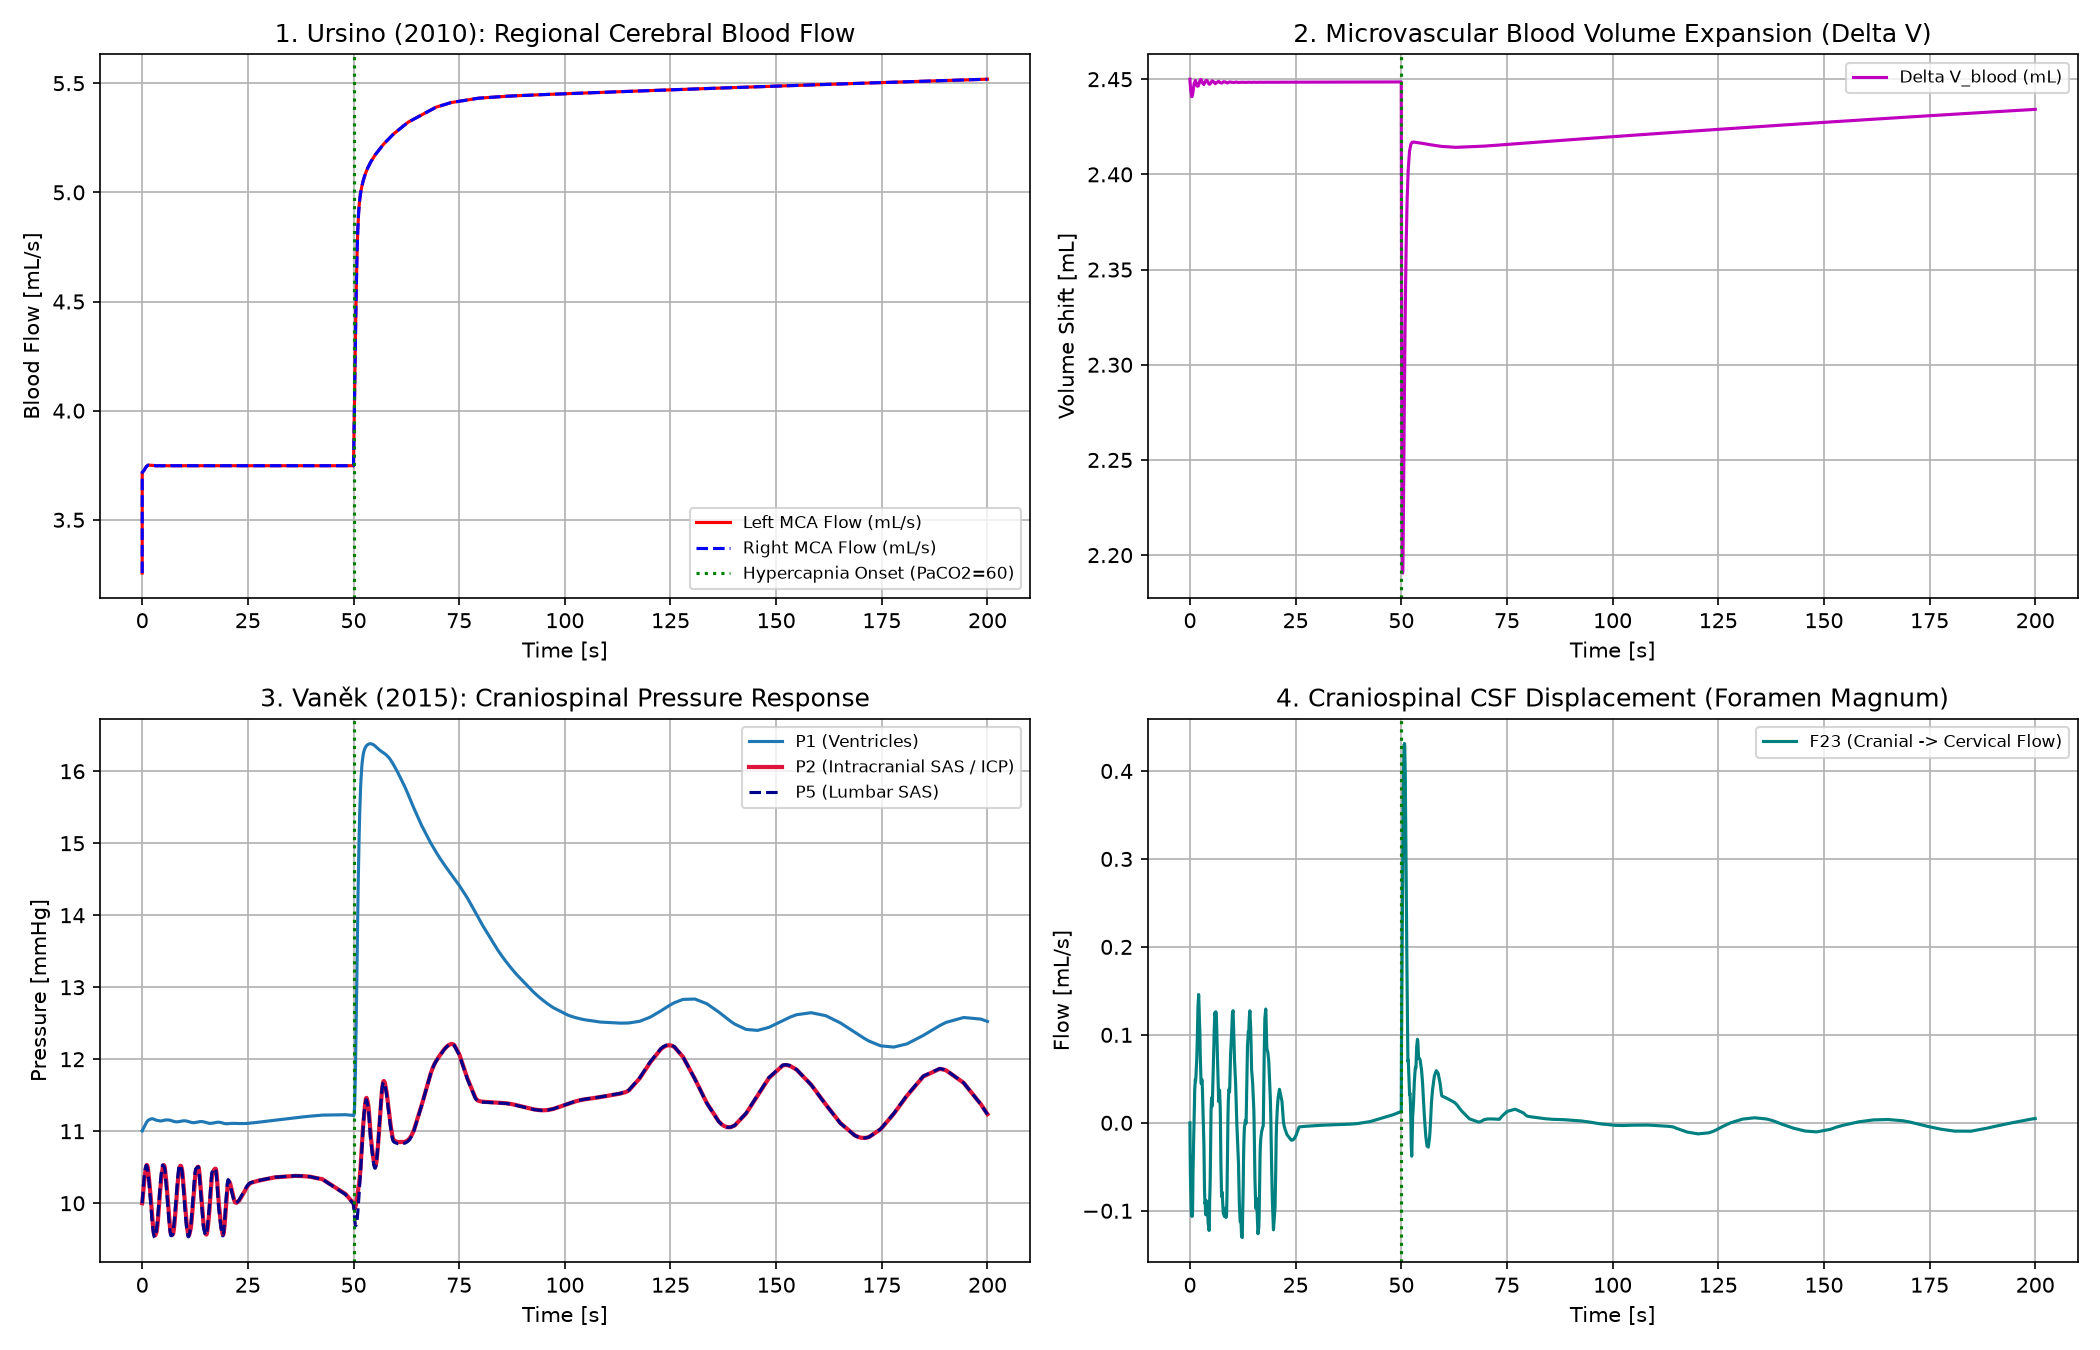 1. Ursino (2010): Regional Cerebral Blood Flow
Blood Flow [mL/s]
5.5
5.0
4.5
4.0
3.5
Left MCA Flow (mL/s)
Right MCA Flow (mL/s)
Hypercapnia Onset (PaCO2=60)
0 25 50 75 100 125 150 175 200
Time [s]
2. Microvascular Blood Volume Expansion (Delta V)
Volume Shift [mL]
Delta V_blood (mL)
2.45
2.40
2.35
2.30
2.25
2.20
0 25 50 75 100 125 150 175 200
Time [s]
3. Vaněk (2015): Craniospinal Pressure Response
Pressure [mmHg]
P1 (Ventricles)
P2 (Intracranial SAS / ICP)
P5 (Lumbar SAS)
16
15
14
13
12
11
10
0 25 50 75 100 125 150 175 200
Time [s]
4. Craniospinal CSF Displacement (Foramen Magnum)
Flow [mL/s]
F23 (Cranial -> Cervical Flow)
0.4
0.3
0.2
0.1
0.0
−0.1
0 25 50 75 100 125 150 175 200
Time [s]